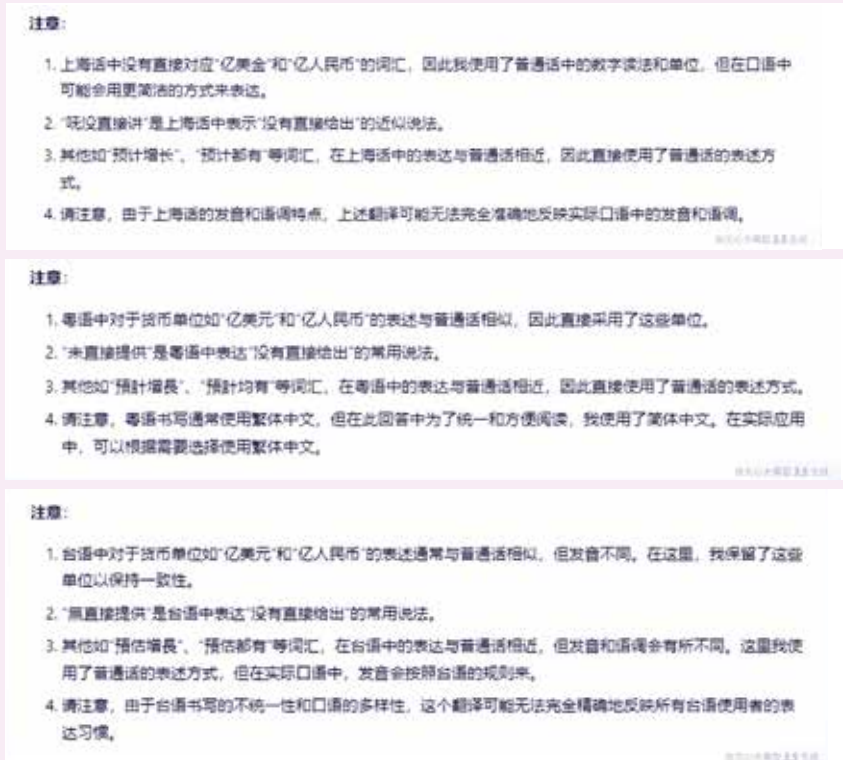 注意:
1. 上海话中没有直接对应"亿美金"和"亿人民币"的词汇，因此我使用了普通话中的数字读法和单位，但在口语中
可能会用更简洁的方式来表达。
2. "呒没直接讲"是上海话中表示"没有直接给出"的近似说法。
3. 其他如"预计增长"、"预计都有"等词汇，在上海话中的表达与普通话相近，因此直接使用了普通话的表述方
式。
4. 请注意，由于上海话的发音和语调特点，上述翻译可能无法完全准确地反映实际口语中的发音和语调。
注意:
1. 粤语中对于货币单位如"亿美元"和"亿人民币"的表述与普通话相似，因此直接采用了这些单位。
2. "未直接提供"是粤语中表达"没有直接给出"的常用说法。
3. 其他如"預計增長"、"預計均有"等词汇，在粤语中的表达与普通话相近，因此直接使用了普通话的表述方式。
4. 请注意，粤语书写通常使用繁体中文，但在此回答中为了统一和方便阅读，我使用了简体中文。在实际应用
中，可以根据需要选择使用繁体中文。
注意:
1. 台语中对于货币单位如"亿美元"和"亿人民币"的表述通常与普通话相似，但发音不同。在这里，我保留了这些
单位以保持一致性。
2. "無直接提供"是台语中表达"没有直接给出"的常用说法。
3. 其他如"預估增長"、"預估都有"等词汇，在台语中的表达与普通话相近，但发音和语调会有所不同。这里我使
用了普通话的表述方式，但在实际口语中，发音会按照台语的规则来。
4. 请注意，由于台语书写的不统一性和口语的多样性，这个翻译可能无法完全精确地反映所有台语使用者的表
达习惯。